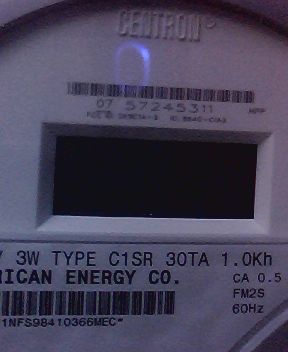 CENTRON®
07 57245311
V 3W TYPE C1SR 30TA 1.0Kh
RICAN ENERGY CO.
CA 0.5
FM2S
60Hz
1NFS98410366MEC*